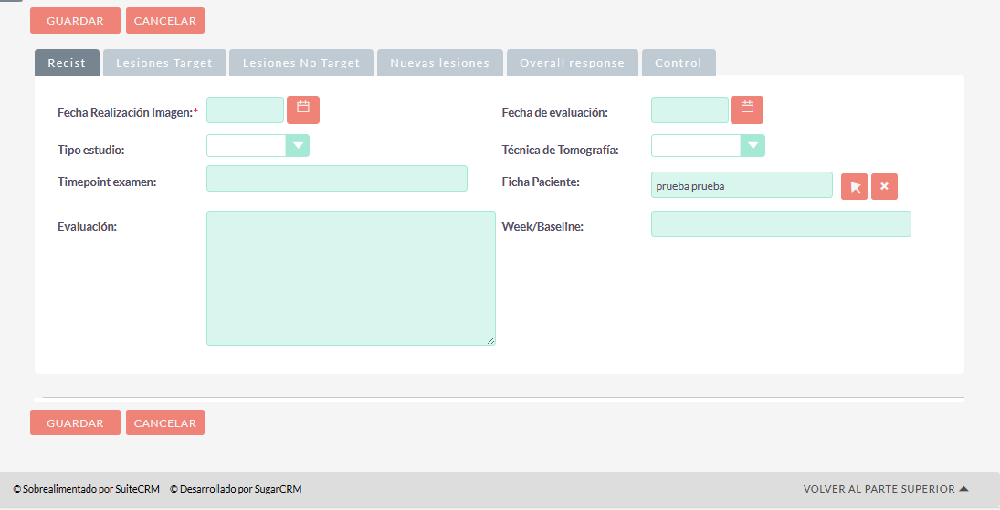 GUARDAR CANCELAR
Recist Lesiones Target Lesiones No Target Nuevas lesiones Overall response Control
Fecha Realización Imagen:* Fecha de evaluación:
Tipo estudio: Técnica de Tomografía:
Timepoint examen: Ficha Paciente: prueba prueba
Evaluación: Week/Baseline:
GUARDAR CANCELAR
© Sobrealimentado por SuiteCRM © Desarrollado por SugarCRM VOLVER AL PARTE SUPERIOR